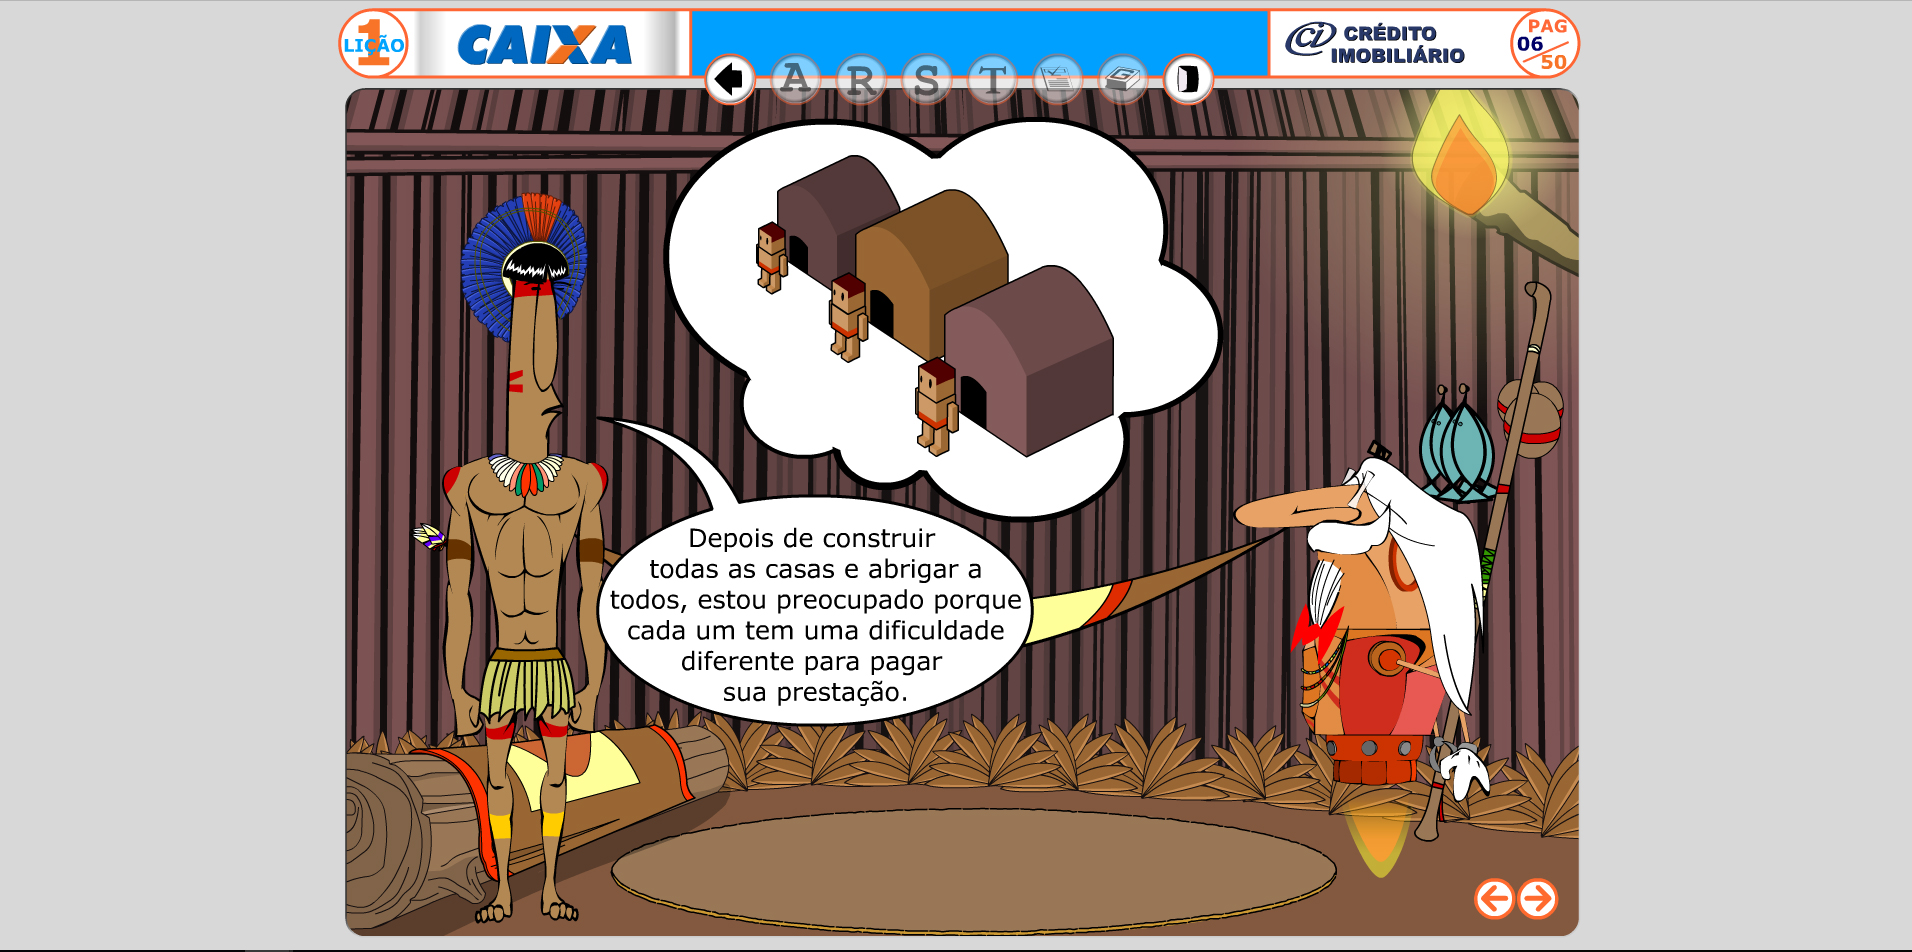 1
LIÇÃO
CAIXA
CRÉDITO
IMOBILIÁRIO
PAG
06
50
A R S T
Depois de construir
todas as casas e abrigar a
todos, estou preocupado porque
cada um tem uma dificuldade
diferente para pagar
sua prestação.